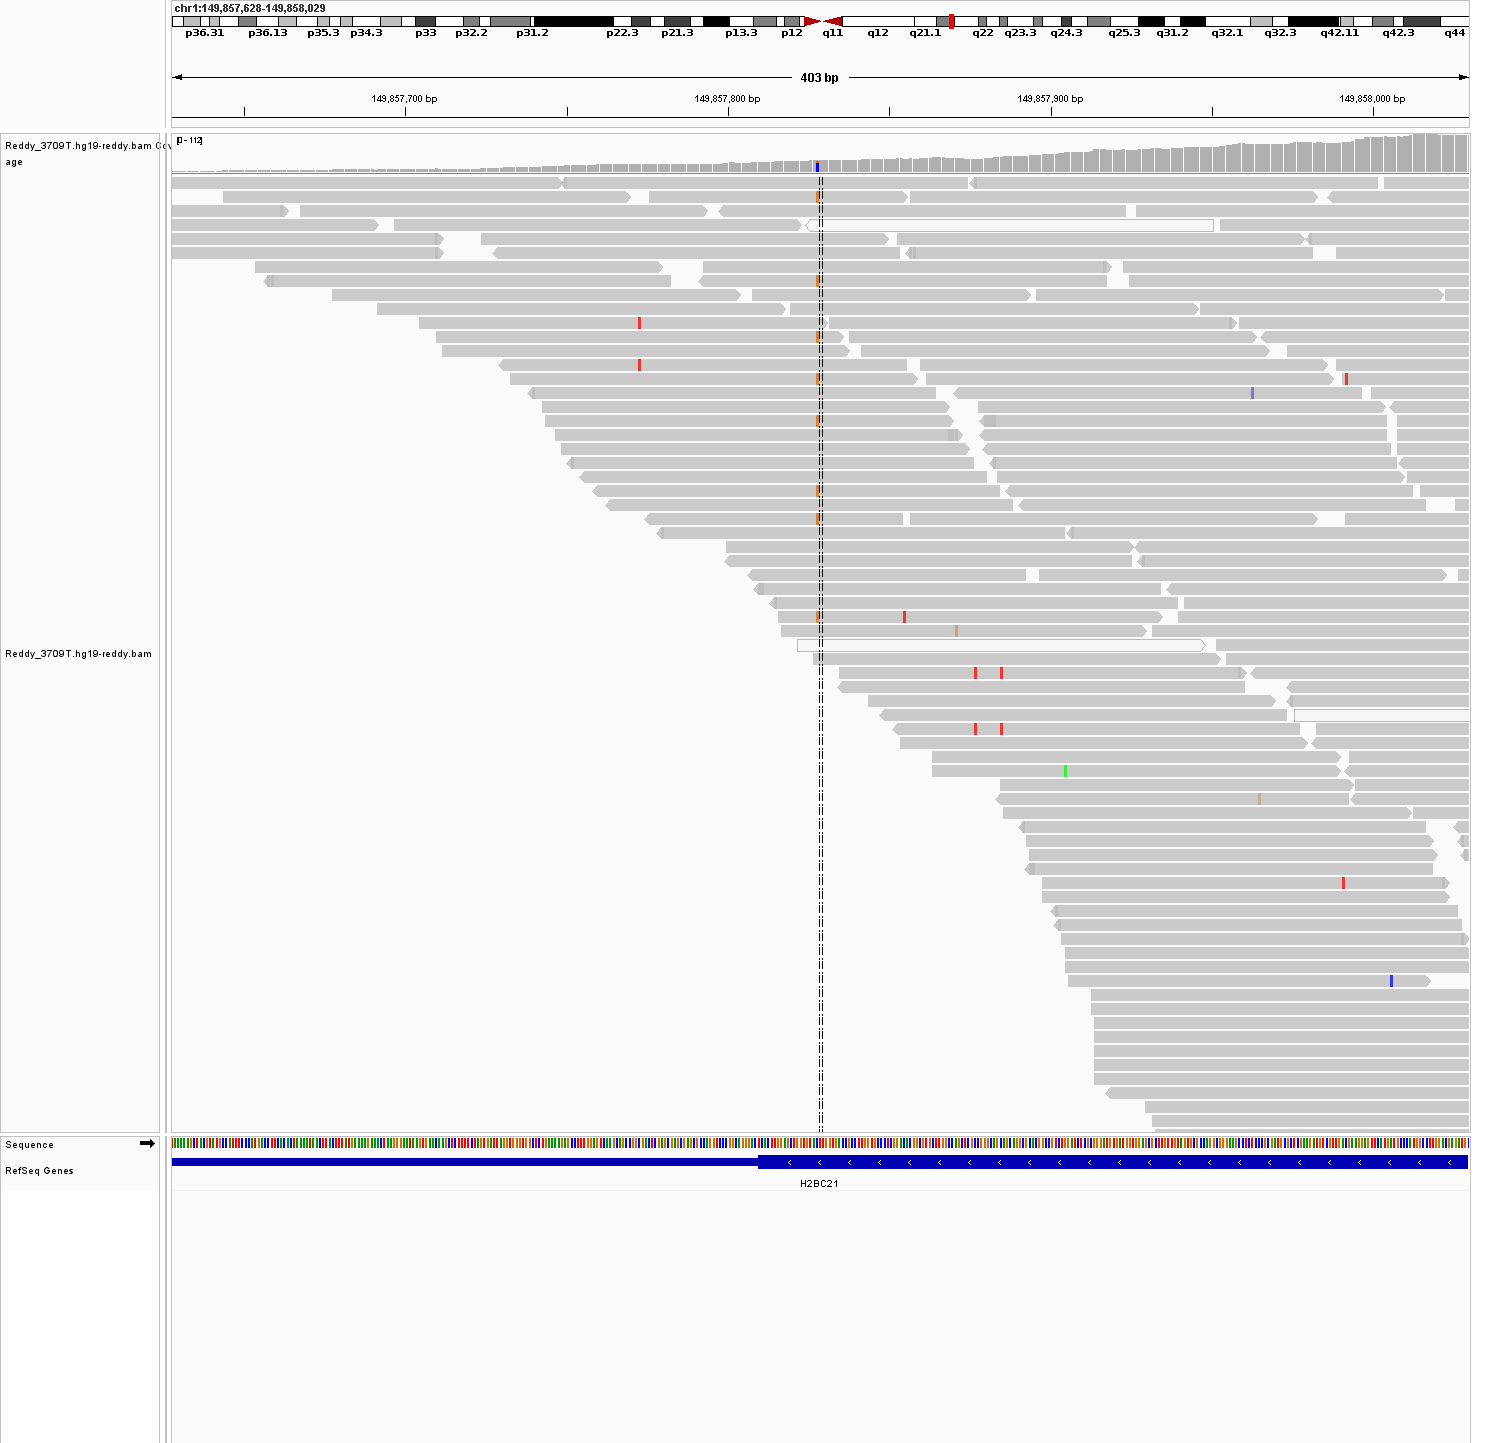 chr1:149,857,628-149,858,029
p36.31 p36.13 p35.3 p34.3 p33 p32.2 p31.2 p22.3 p21.3 p13.3 p12 q11 q12 q21.1 q22 q23.3 q24.3 q25.3 q31.2 q32.1 q32.3 q42.11 q42.3 q44
403 bp
149,857,700 bp 149,857,800 bp 149,857,900 bp 149,858,000 bp
[0 - 112]
Reddy_3709T.hg19-reddy.bam Cov
age
Reddy_3709T.hg19-reddy.bam
Sequence
RefSeq Genes
H2BC21